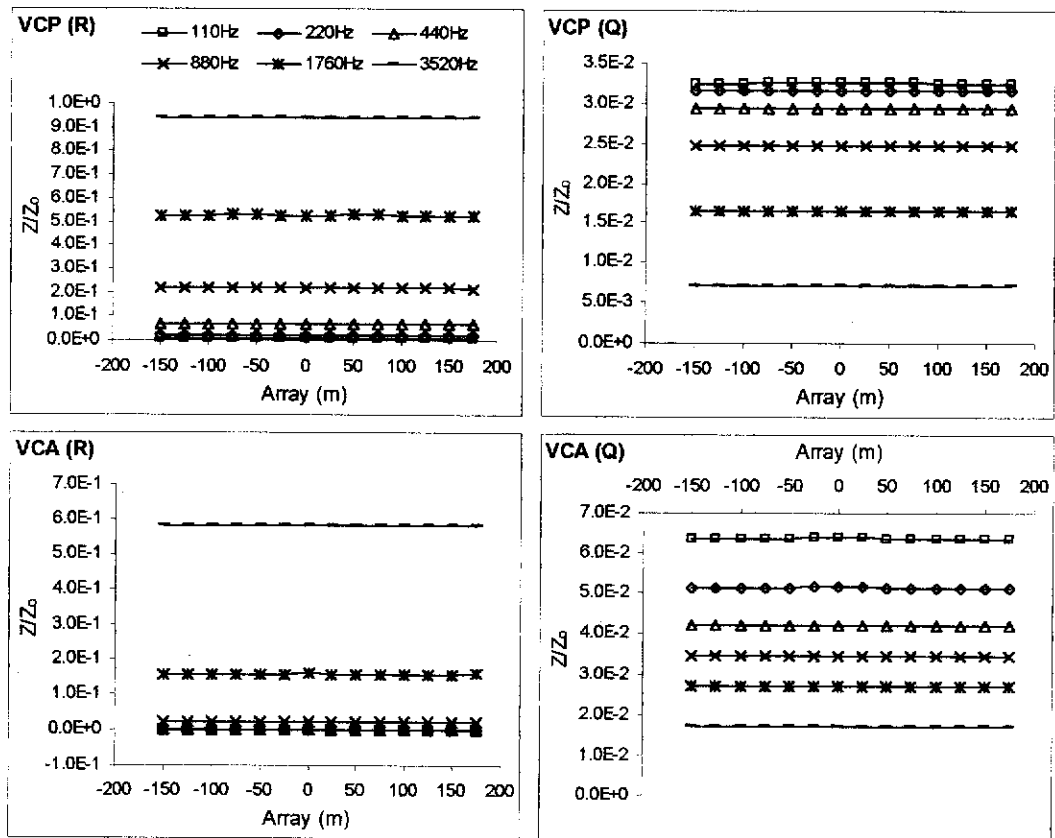 VCP (R)
110Hz 220Hz 440Hz
880Hz 1760Hz 3520Hz
1.0E+0
9.0E-1
8.0E-1
7.0E-1
6.0E-1
5.0E-1
4.0E-1
3.0E-1
2.0E-1
1.0E-1
0.0E+0
Z/Z₀
-200 -150 -100 -50 0 50 100 150 200
Array (m)
VCP (Q)
3.5E-2
3.0E-2
2.5E-2
2.0E-2
1.5E-2
1.0E-2
5.0E-3
0.0E+0
Z/Z₀
-200 -150 -100 -50 0 50 100 150 200
Array (m)
VCA (R)
7.0E-1
6.0E-1
5.0E-1
4.0E-1
3.0E-1
2.0E-1
1.0E-1
0.0E+0
-1.0E-1
Z/Z₀
-200 -150 -100 -50 0 50 100 150 200
Array (m)
VCA (Q)
Array (m)
-200 -150 -100 -50 0 50 100 150 200
7.0E-2
6.0E-2
5.0E-2
4.0E-2
3.0E-2
2.0E-2
1.0E-2
0.0E+0
Z/Z₀